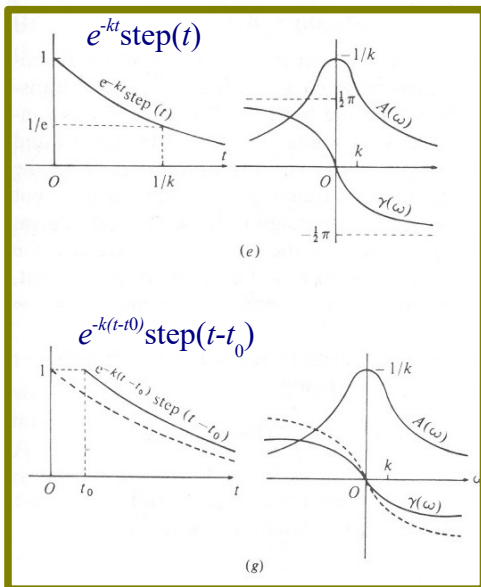 e^-kt step(t)
1
e^-kt step (t)
1/e
O
1/k
t
-1/k
½π
A(ω)
k
O
γ(ω)
-½π
(e)
e^-k(t-t0) step(t-t₀)
1
e^-k(t-t₀) step (t-t₀)
O
t₀
t
-1/k
A(ω)
k
O
γ(ω)
(g)